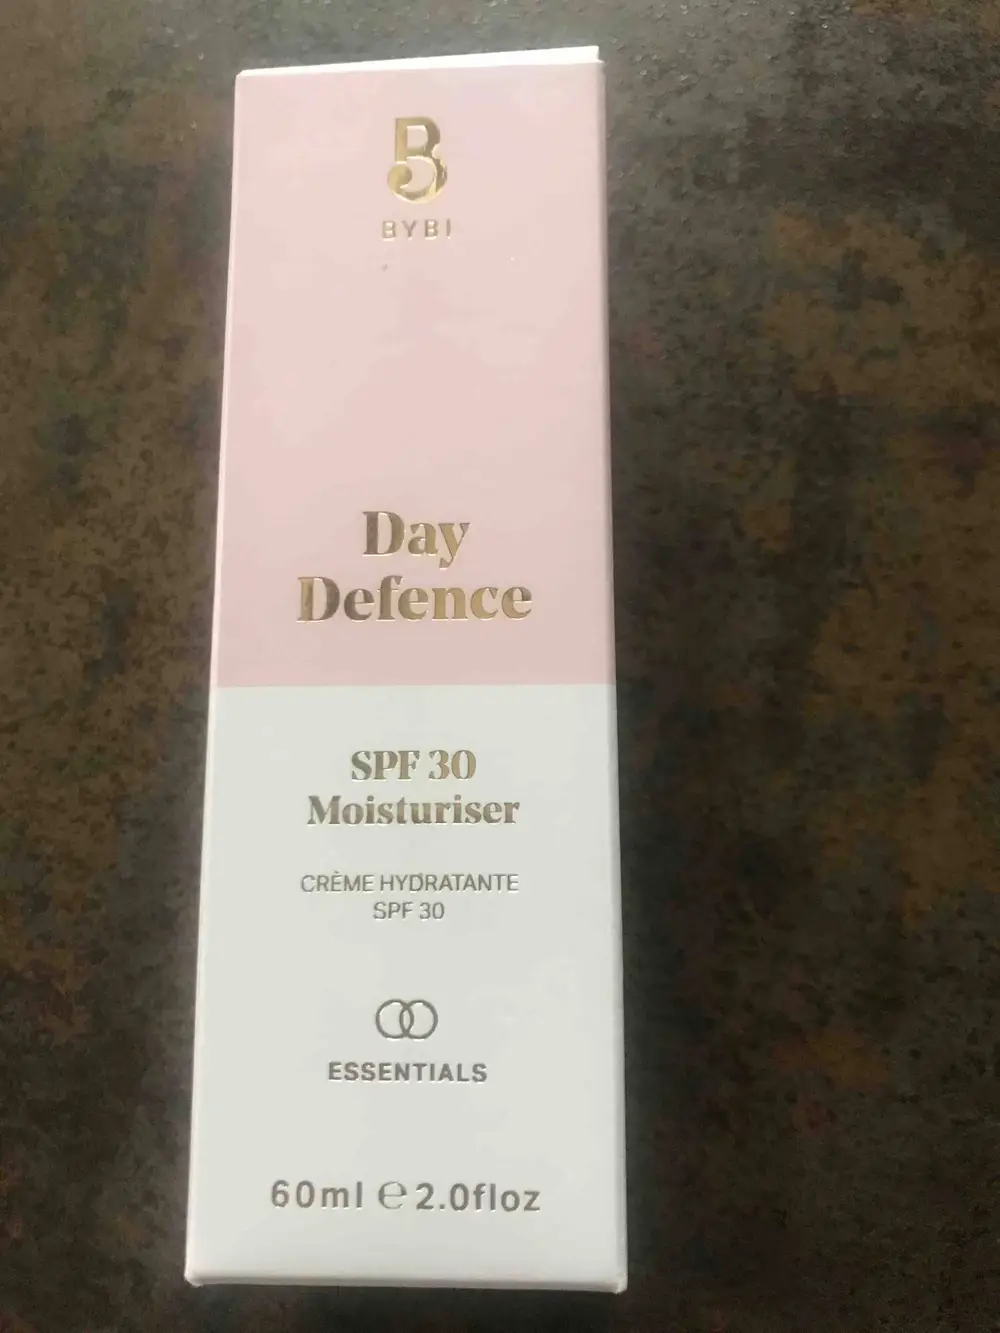 B
BYBI
Day
Defence
SPF 30
Moisturiser
CRÈME HYDRATANTE
SPF 30
ESSENTIALS
60ml ℮ 2.0floz